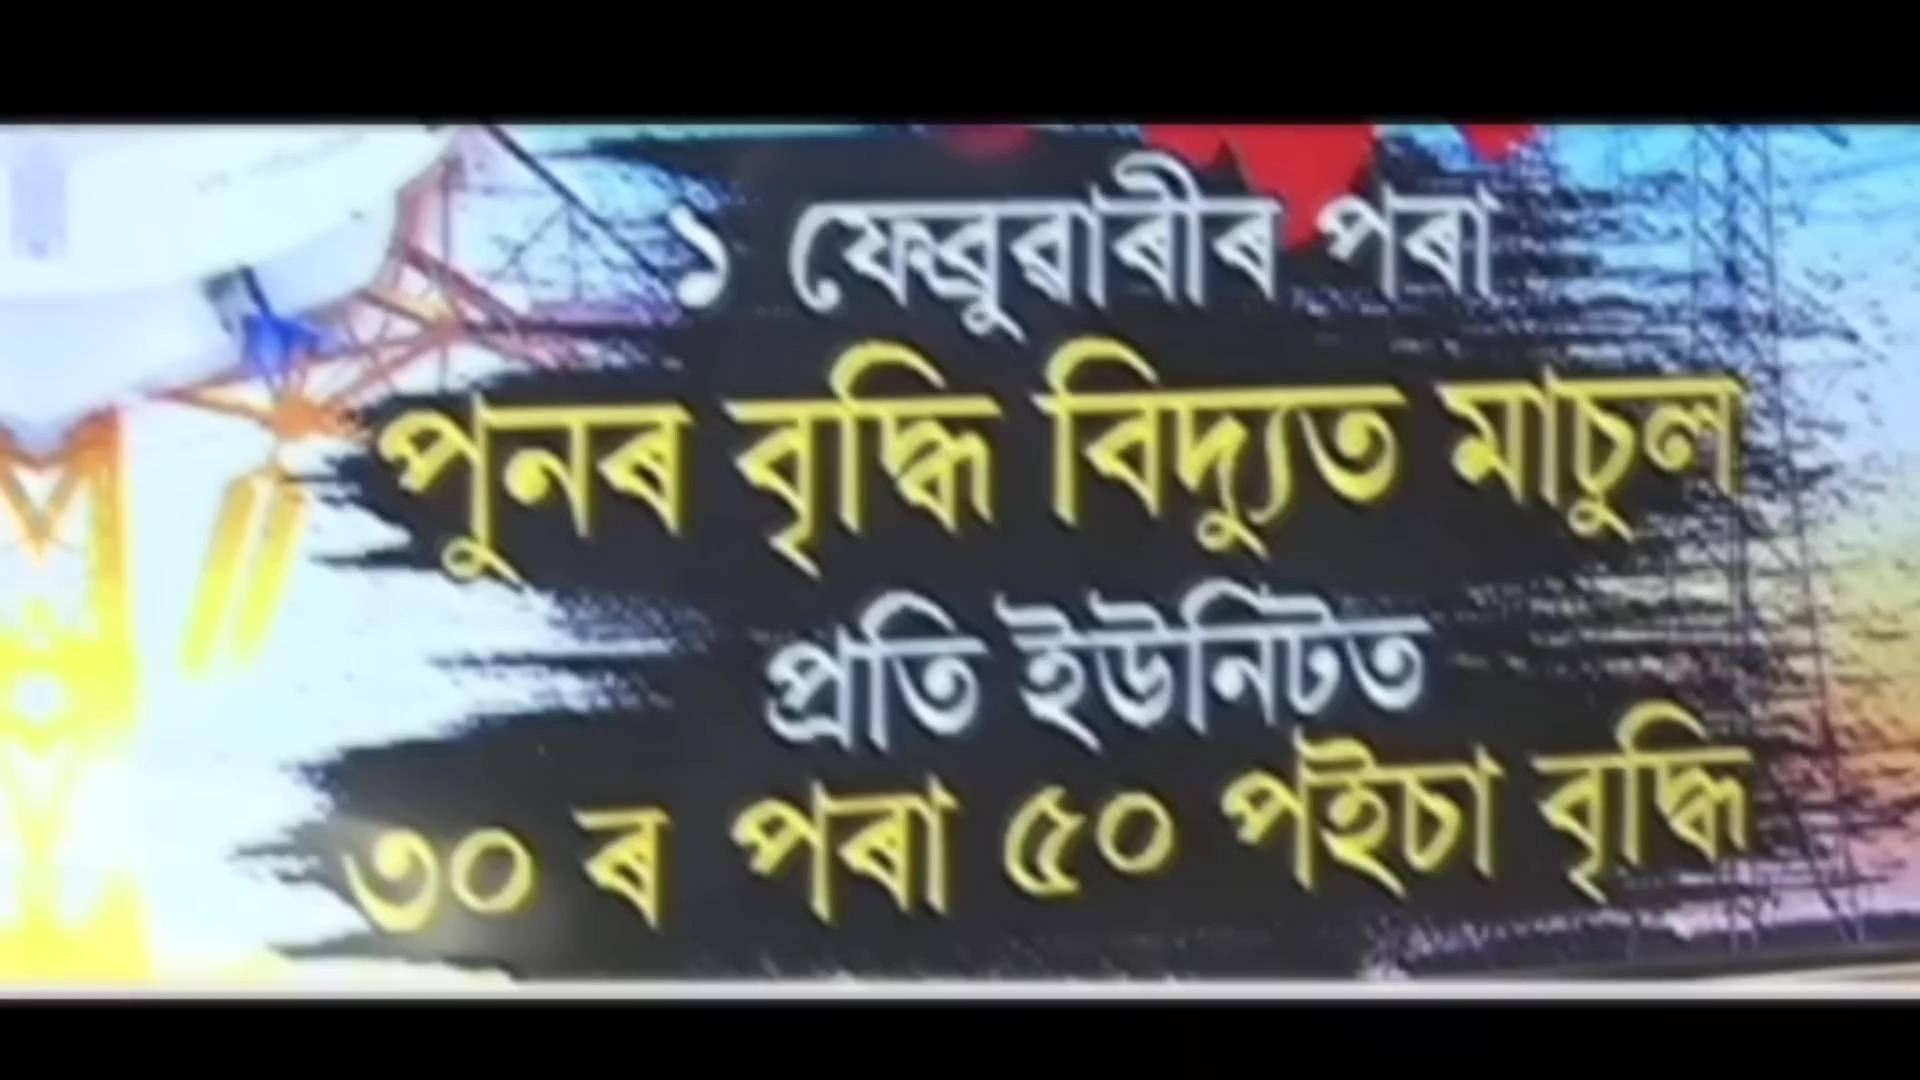 ১ ফেব্ৰুৱাৰীৰ পৰা
পুনৰ বৃদ্ধি বিদ্যুত মাচুল
প্ৰতি ইউনিটত
৩০ ৰ পৰা ৫০ পইচা বৃদ্ধি